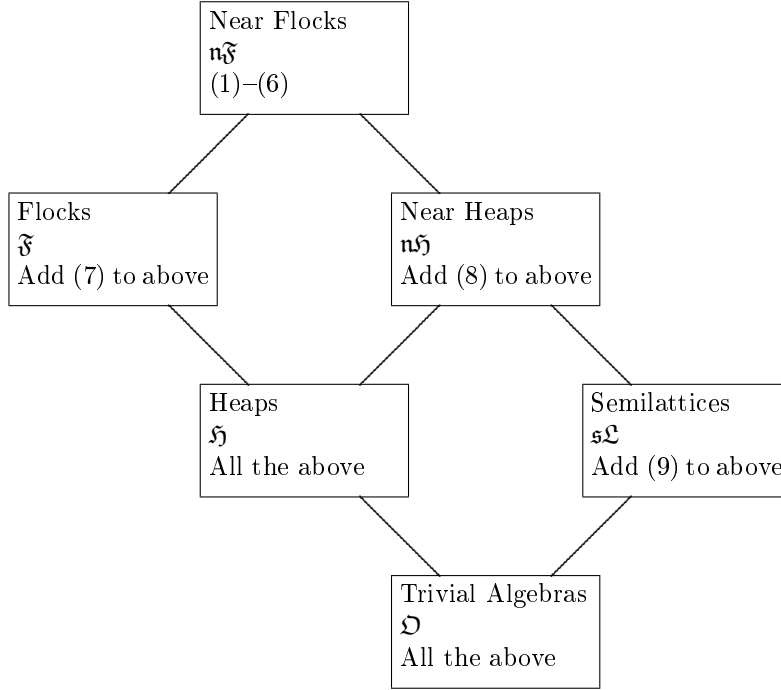 Near Flocks
𝔫𝔉
(1)–(6)
Flocks
𝔉
Add (7) to above
Near Heaps
𝔫ℌ
Add (8) to above
Heaps
ℌ
All the above
Semilattices
𝔰𝔏
Add (9) to above
Trivial Algebras
𝔒
All the above